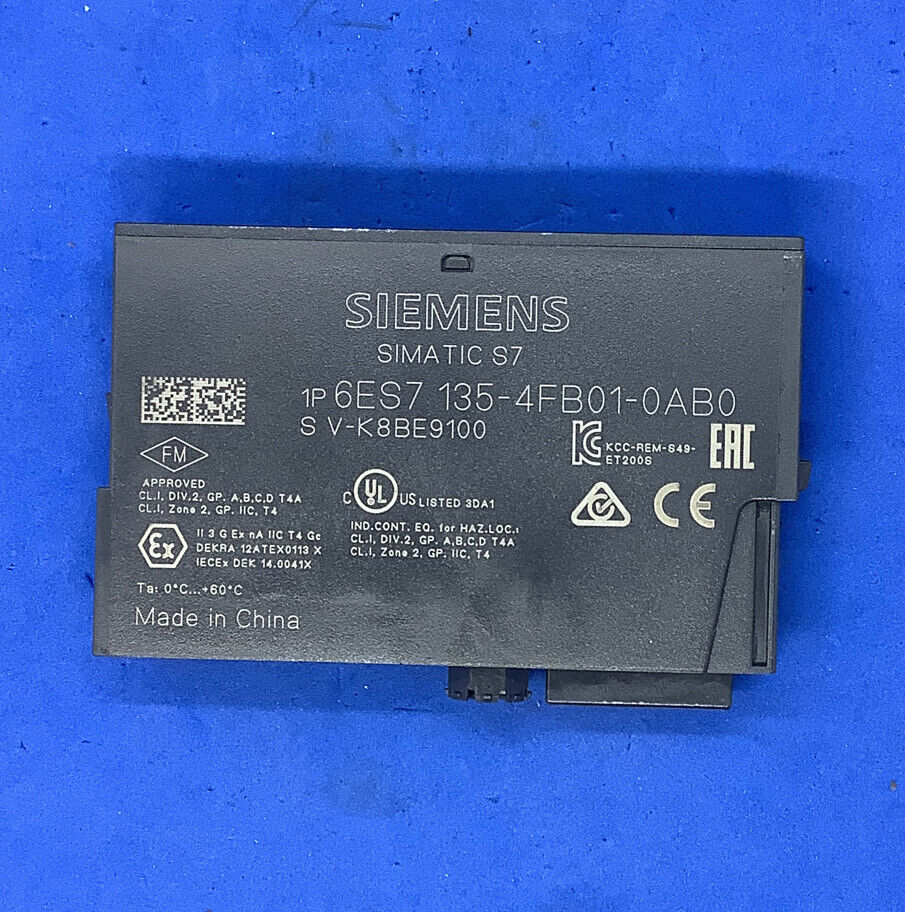 SIEMENS
SIMATIC S7
1P 6ES7 135-4FB01-0AB0
S V-K8BE9100
KCC-REM-S49-
ET200S
EAC
FM
APPROVED
CL.I, DIV.2, GP. A,B,C,D T4A
CL.I, Zone 2, GP. IIC, T4
C UL US LISTED 3DA1
IND.CONT. EQ. for HAZ.LOC.:
CL.I, DIV.2, GP. A,B,C,D T4A
CL.I, Zone 2, GP. IIC, T4
CE
Ex
II 3 G Ex nA IIC T4 Gc
DEKRA 12ATEX0113 X
IECEx DEK 14.0041X
Ta: 0°C...+60°C
Made in China